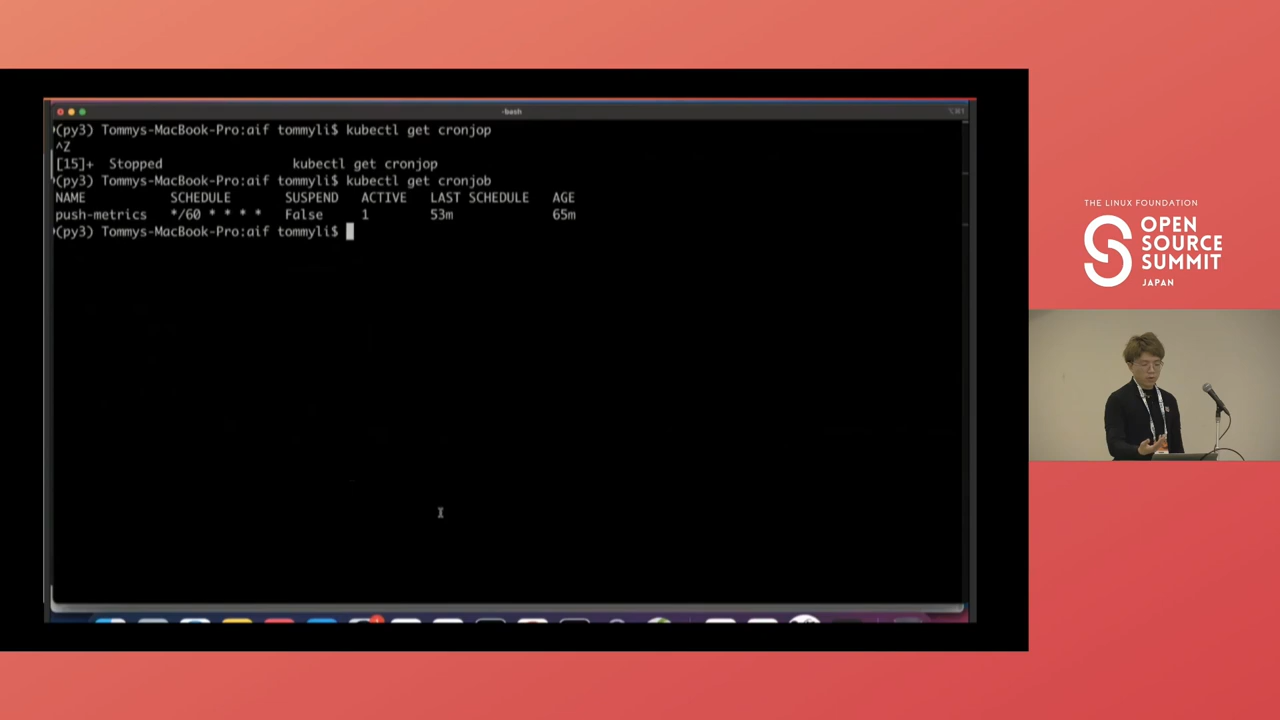 -bash
⌥⌘1
(py3) Tommys-MacBook-Pro:aif tommyli$ kubectl get cronjop
^Z
[15]+  Stopped                 kubectl get cronjop
(py3) Tommys-MacBook-Pro:aif tommyli$ kubectl get cronjob
NAME           SCHEDULE       SUSPEND   ACTIVE   LAST SCHEDULE   AGE
push-metrics   */60 * * * *   False     1        53m             65m
(py3) Tommys-MacBook-Pro:aif tommyli$
THE LINUX FOUNDATION
OPEN
SOURCE
SUMMIT
JAPAN